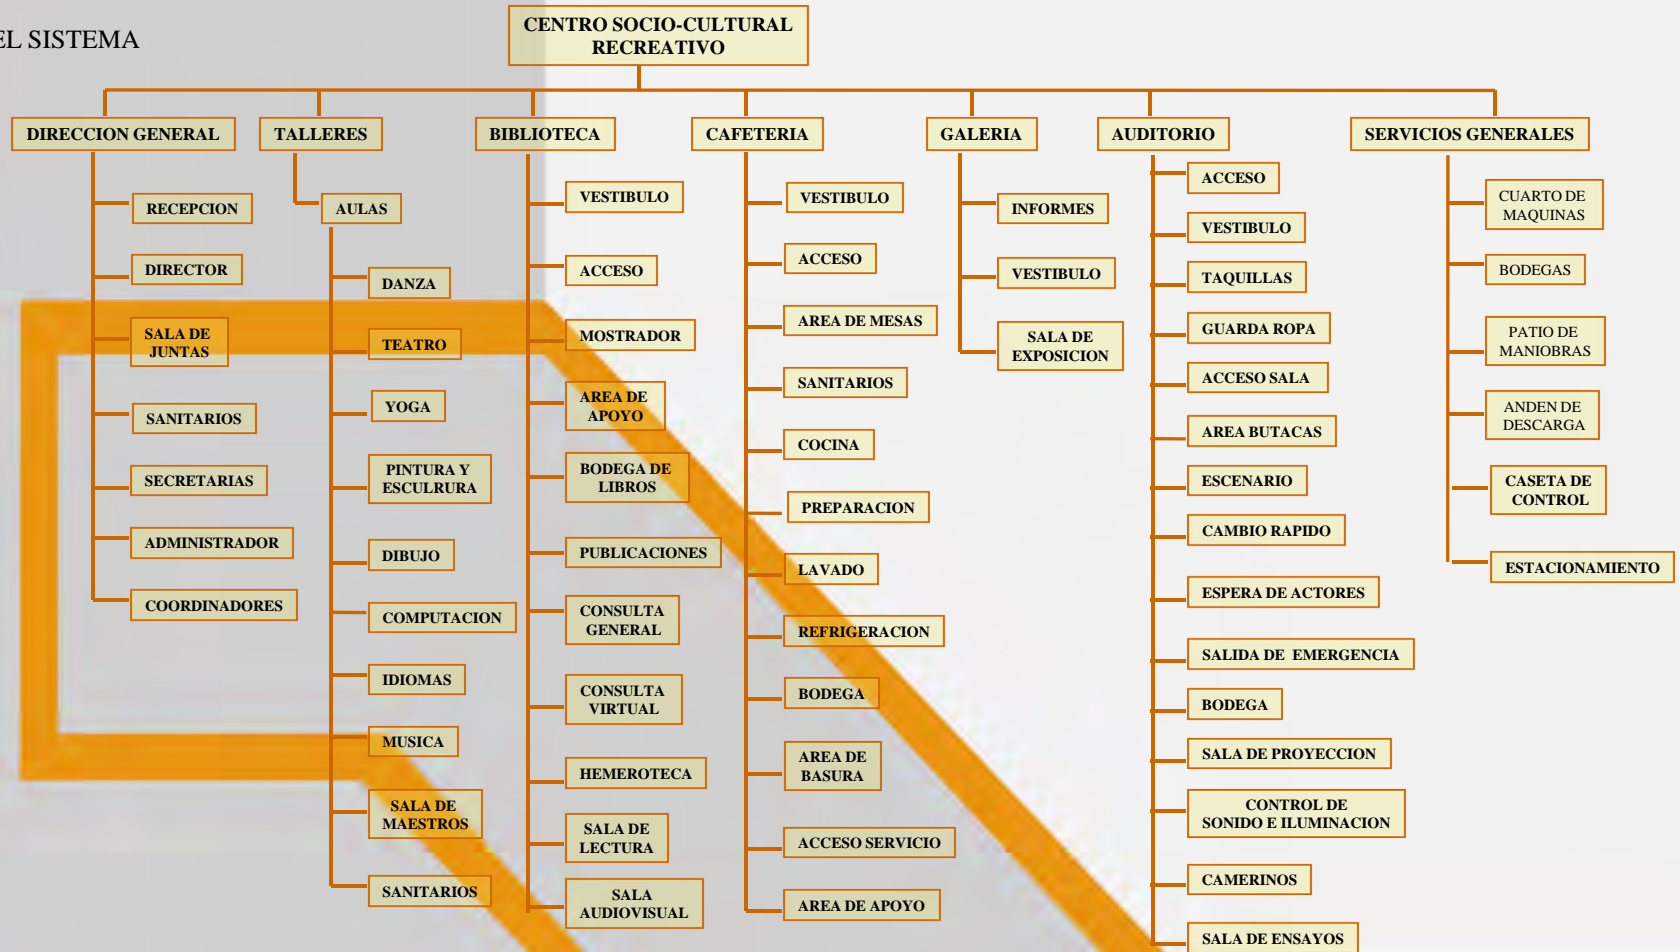 EL SISTEMA
CENTRO SOCIO-CULTURAL
RECREATIVO
DIRECCION GENERAL
RECEPCION
DIRECTOR
SALA DE
JUNTAS
SANITARIOS
SECRETARIAS
ADMINISTRADOR
COORDINADORES
TALLERES
AULAS
DANZA
TEATRO
YOGA
PINTURA Y
ESCULRURA
DIBUJO
COMPUTACION
IDIOMAS
MUSICA
SALA DE
MAESTROS
SANITARIOS
BIBLIOTECA
VESTIBULO
ACCESO
MOSTRADOR
AREA DE
APOYO
BODEGA DE
LIBROS
PUBLICACIONES
CONSULTA
GENERAL
CONSULTA
VIRTUAL
HEMEROTECA
SALA DE
LECTURA
SALA
AUDIOVISUAL
CAFETERIA
VESTIBULO
ACCESO
AREA DE MESAS
SANITARIOS
COCINA
PREPARACION
LAVADO
REFRIGERACION
BODEGA
AREA DE
BASURA
ACCESO SERVICIO
AREA DE APOYO
GALERIA
INFORMES
VESTIBULO
SALA DE
EXPOSICION
AUDITORIO
ACCESO
VESTIBULO
TAQUILLAS
GUARDA ROPA
ACCESO SALA
AREA BUTACAS
ESCENARIO
CAMBIO RAPIDO
ESPERA DE ACTORES
SALIDA DE EMERGENCIA
BODEGA
SALA DE PROYECCION
CONTROL DE
SONIDO E ILUMINACION
CAMERINOS
SALA DE ENSAYOS
SERVICIOS GENERALES
CUARTO DE
MAQUINAS
BODEGAS
PATIO DE
MANIOBRAS
ANDEN DE
DESCARGA
CASETA DE
CONTROL
ESTACIONAMIENTO